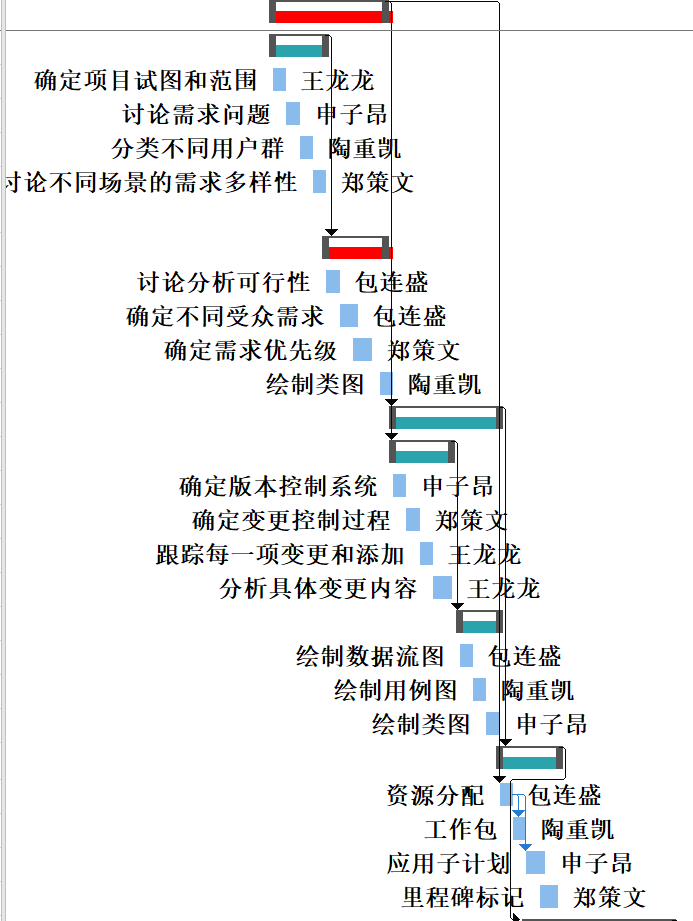 确定项目试图和范围 王龙龙
讨论需求问题 申子昂
分类不同用户群 陶重凯
讨论不同场景的需求多样性 郑策文
讨论分析可行性 包连盛
确定不同受众需求 包连盛
确定需求优先级 郑策文
绘制类图 陶重凯
确定版本控制系统 申子昂
确定变更控制过程 郑策文
跟踪每一项变更和添加 王龙龙
分析具体变更内容 王龙龙
绘制数据流图 包连盛
绘制用例图 陶重凯
绘制类图 申子昂
资源分配 包连盛
工作包 陶重凯
应用子计划 申子昂
里程碑标记 郑策文